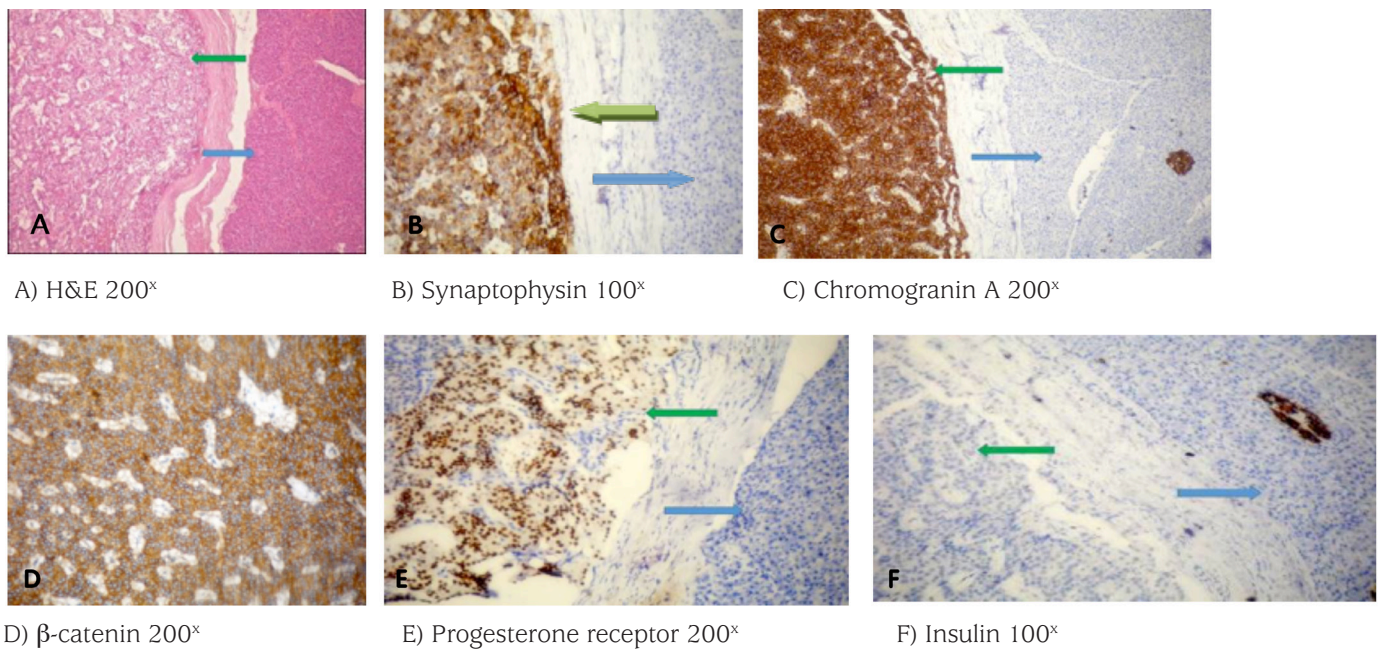 A
B
C
A) H&E 200x
B) Synaptophysin 100x
C) Chromogranin A 200x
D
E
F
D) β-catenin 200x
E) Progesterone receptor 200x
F) Insulin 100x